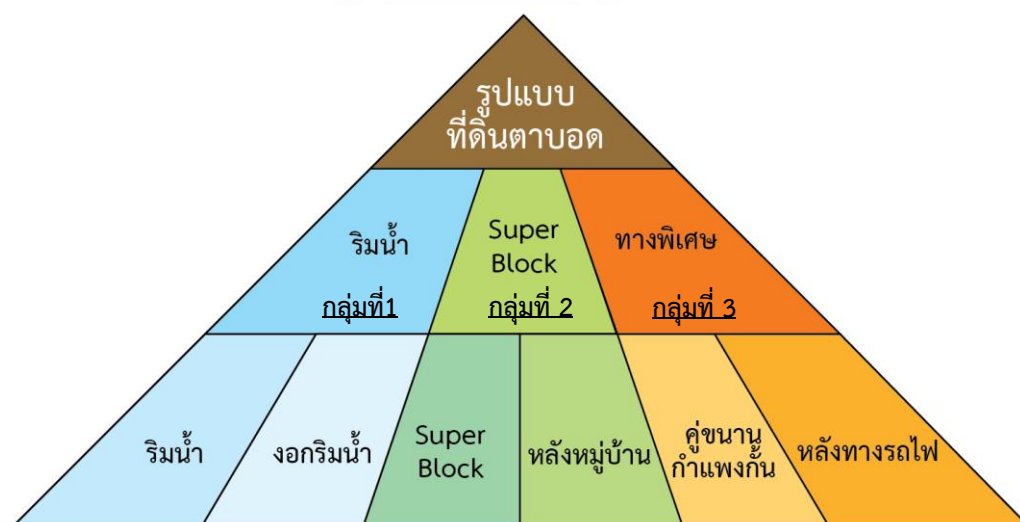 รูปแบบ
ที่ดินตาบอด
ริมน้ำ
Super
Block
ทางพิเศษ
กลุ่มที่1
กลุ่มที่ 2
กลุ่มที่ 3
ริมน้ำ
งอกริมน้ำ
Super
Block
หลังหมู่บ้าน
คู่ขนาน
กำแพงกั้น
หลังทางรถไฟ